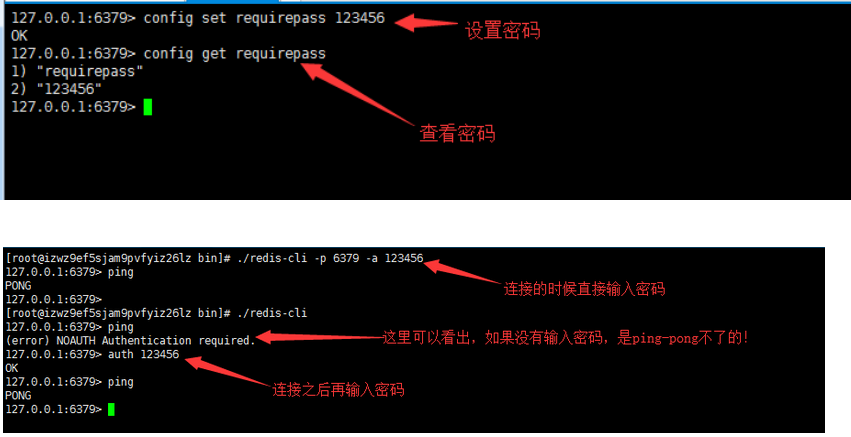 127.0.0.1:6379> config set requirepass 123456
设置密码
OK
127.0.0.1:6379> config get requirepass
1) "requirepass"
2) "123456"
127.0.0.1:6379>
查看密码
[root@izwz9ef5sjam9pvfyiz26lz bin]# ./redis-cli -p 6379 -a 123456
127.0.0.1:6379> ping
PONG
连接的时候直接输入密码
127.0.0.1:6379>
[root@izwz9ef5sjam9pvfyiz26lz bin]# ./redis-cli
127.0.0.1:6379> ping
(error) NOAUTH Authentication required.
这里可以看出，如果没有输入密码，是ping-pong不了的！
127.0.0.1:6379> auth 123456
OK
127.0.0.1:6379> ping
连接之后再输入密码
PONG
127.0.0.1:6379>